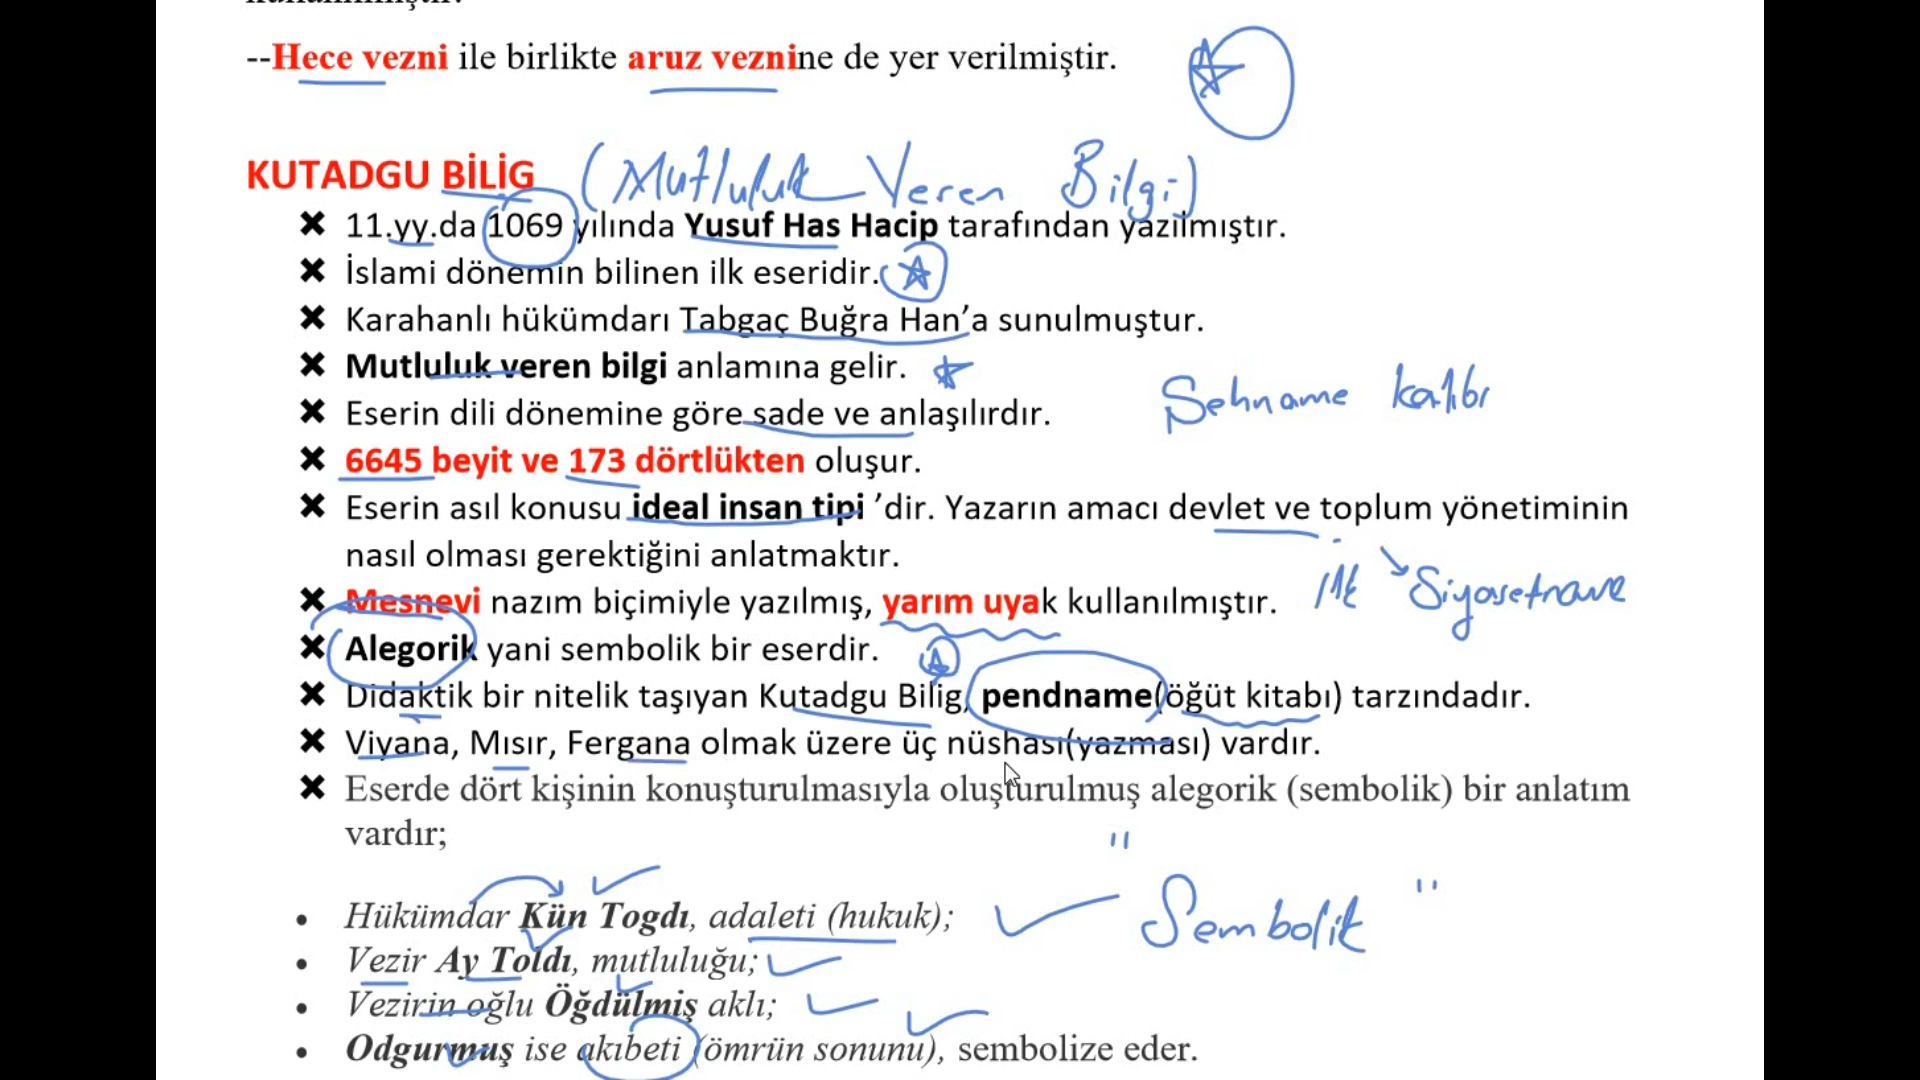 --Hece vezni ile birlikte aruz veznine de yer verilmiştir.
KUTADGU BİLİG (Mutluluk Veren Bilgi)
11.yy.da 1069 yılında Yusuf Has Hacip tarafından yazılmıştır.
İslami dönemin bilinen ilk eseridir.
Karahanlı hükümdarı Tabgaç Buğra Han’a sunulmuştur.
Mutluluk veren bilgi anlamına gelir.
Şehname kalıbı
Eserin dili dönemine göre sade ve anlaşılırdır.
6645 beyit ve 173 dörtlükten oluşur.
Eserin asıl konusu ideal insan tipi ’dir. Yazarın amacı devlet ve toplum yönetiminin
nasıl olması gerektiğini anlatmaktır.
Mesnevi nazım biçimiyle yazılmış, yarım uyak kullanılmıştır. ilk Siyasetname
Alegorik yani sembolik bir eserdir.
Didaktik bir nitelik taşıyan Kutadgu Bilig, pendname(öğüt kitabı) tarzındadır.
Viyana, Mısır, Fergana olmak üzere üç nüshası(yazması) vardır.
Eserde dört kişinin konuşturulmasıyla oluşturulmuş alegorik (sembolik) bir anlatım
vardır;
Hükümdar Kün Togdı, adaleti (hukuk); "Sembolik"
Vezir Ay Toldı, mutluluğu;
Vezirin oğlu Öğdülmiş aklı;
Odgurmuş ise akıbeti (ömrün sonunu), sembolize eder.